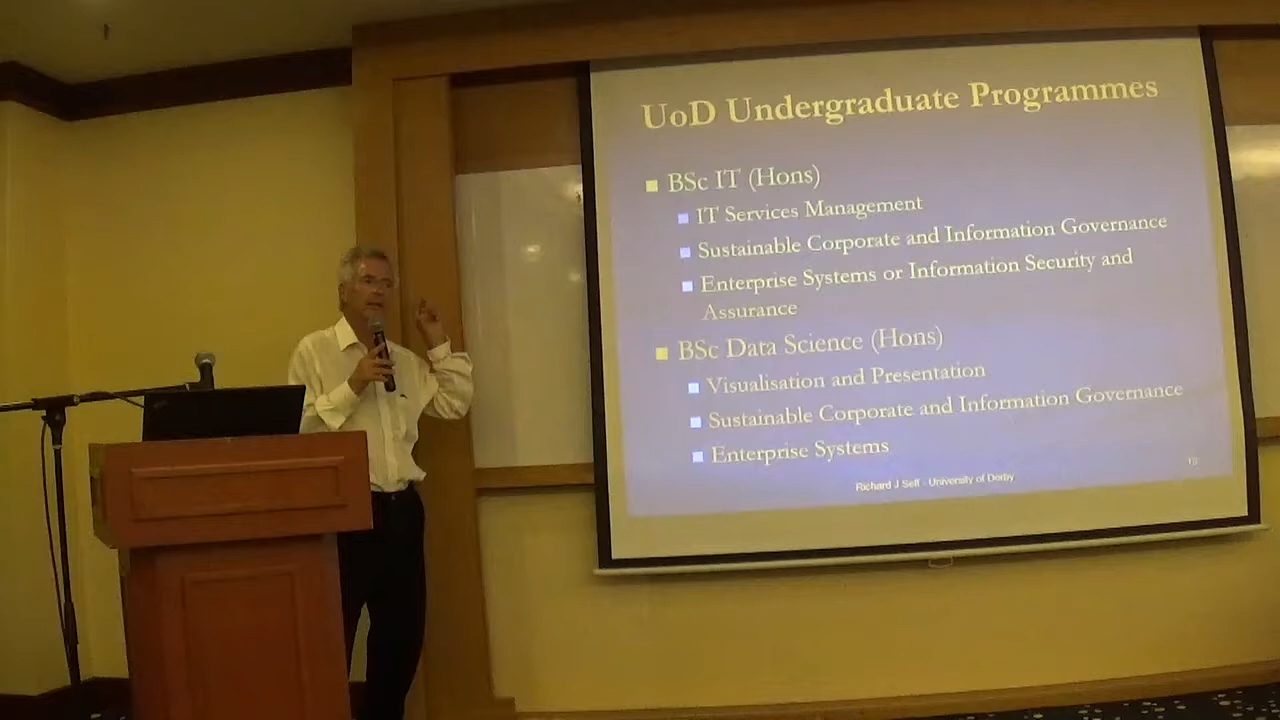 UoD Undergraduate Programmes
BSc IT (Hons)
IT Services Management
Sustainable Corporate and Information Governance
Enterprise Systems or Information Security and
Assurance
BSc Data Science (Hons)
Visualisation and Presentation
Sustainable Corporate and Information Governance
Enterprise Systems
Richard J Self - University of Derby